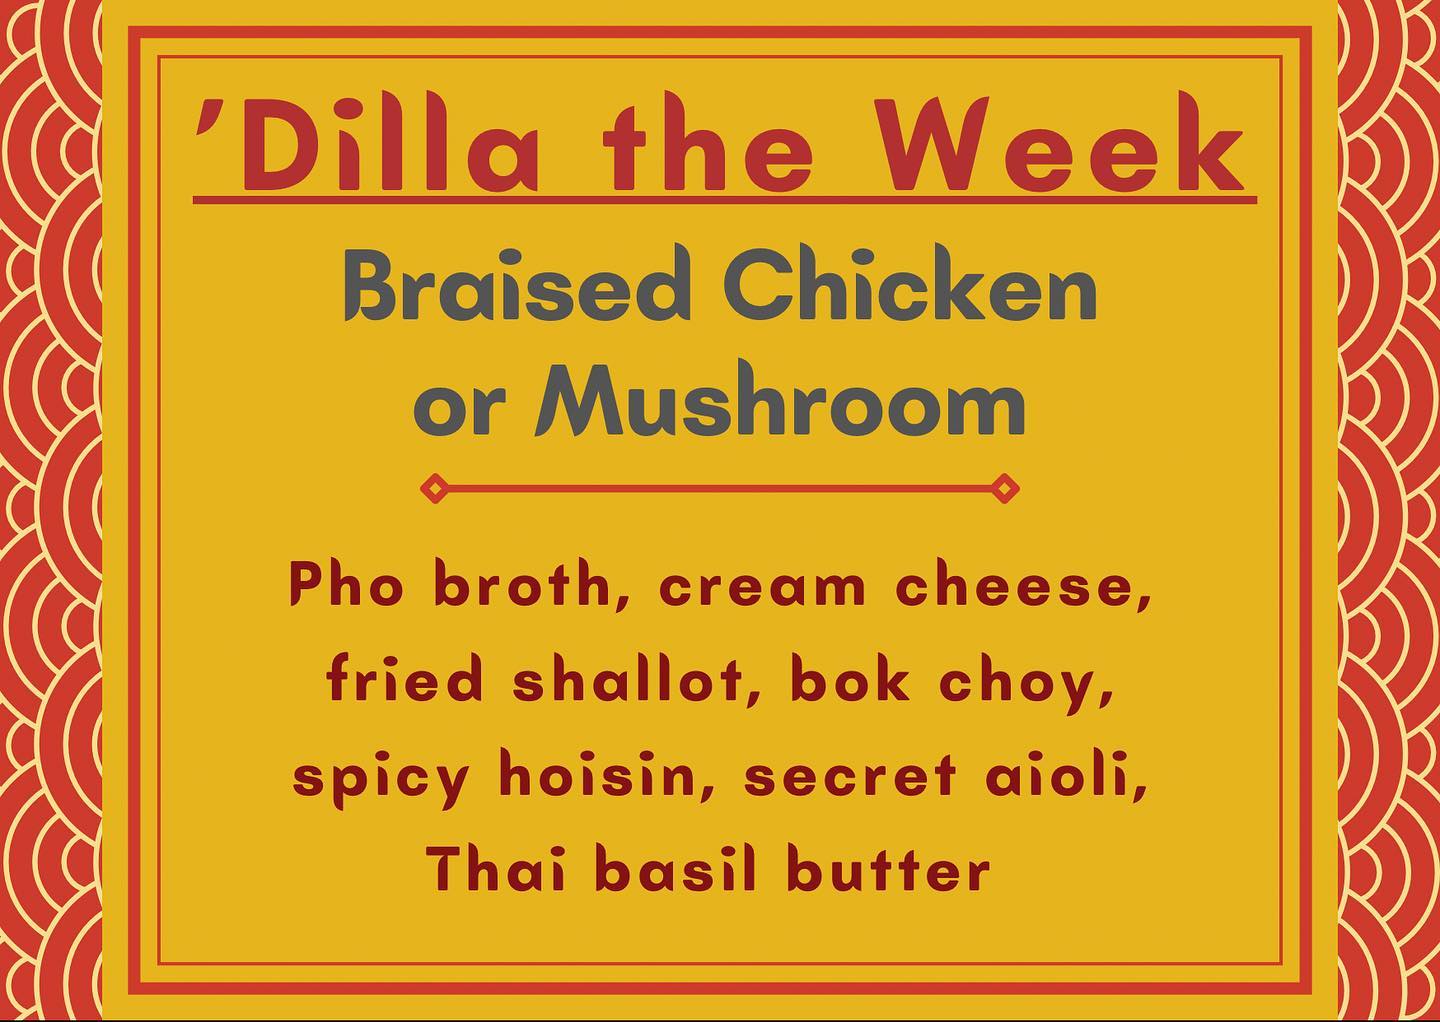 ’Dilla the Week
Braised Chicken
or Mushroom
Pho broth, cream cheese,
fried shallot, bok choy,
spicy hoisin, secret aioli,
Thai basil butter